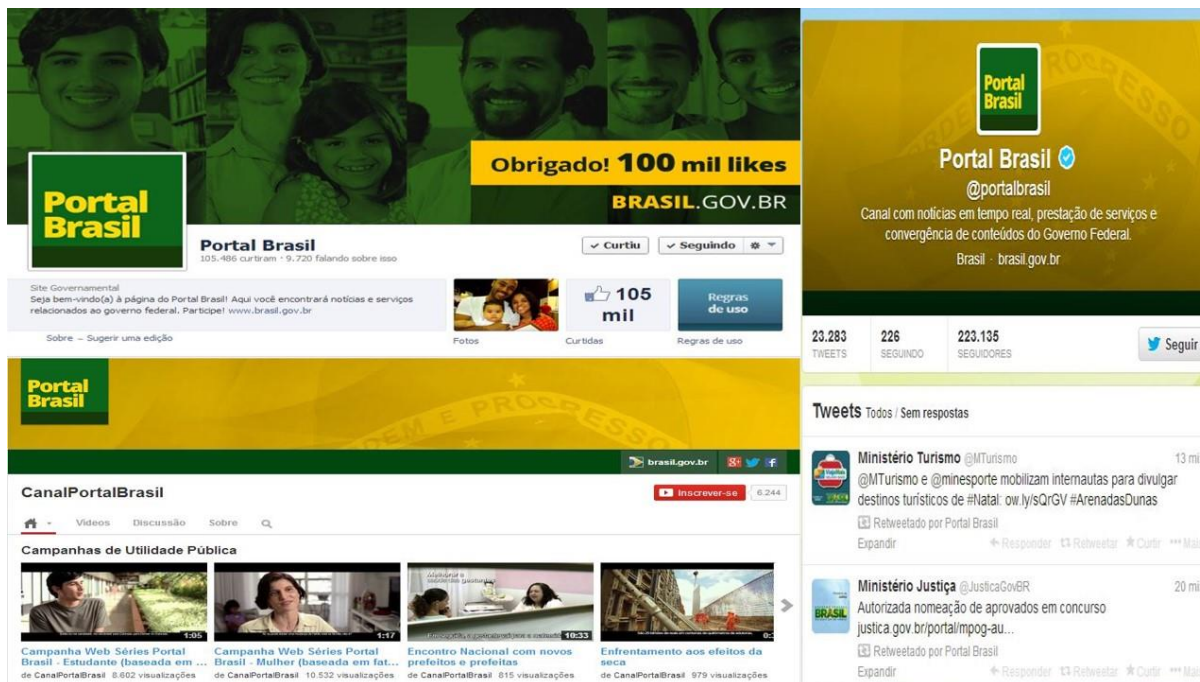 Obrigado! 100 mil likes
BRASIL.GOV.BR
Portal
Brasil
Portal Brasil
105.486 curtiram · 9.720 falando sobre isso
✓ Curtiu
✓ Seguindo
Site Governamental
Seja bem-vindo(a) à página do Portal Brasil! Aqui você encontrará notícias e serviços
relacionados ao governo federal. Participe! www.brasil.gov.br
105
mil
Regras
de uso
Sobre – Sugerir uma edição
Fotos
Curtidas
Regras de uso
Portal
Brasil
ORDEM E PROGRESSO
brasil.gov.br
CanalPortalBrasil
Inscrever-se
6.244
Vídeos
Discussão
Sobre
Campanhas de Utilidade Pública
1:05
1:17
10:33
Campanha Web Séries Portal
Brasil - Estudante (baseada em ...
de CanalPortalBrasil 8.602 visualizações
Campanha Web Séries Portal
Brasil - Mulher (baseada em fat...
de CanalPortalBrasil 10.532 visualizações
Encontro Nacional com novos
prefeitos e prefeitas
de CanalPortalBrasil 815 visualizações
Enfrentamento aos efeitos da
seca
de CanalPortalBrasil 979 visualizações
Portal
Brasil
Portal Brasil
@portalbrasil
Canal com notícias em tempo real, prestação de serviços e
convergência de conteúdos do Governo Federal.
Brasil · brasil.gov.br
23.283
TWEETS
226
SEGUINDO
223.135
SEGUIDORES
Seguir
Tweets Todos / Sem respostas
Ministério Turismo @MTurismo 13 mi
@MTurismo e @minesporte mobilizam internautas para divulgar
destinos turísticos de #Natal: ow.ly/sQrGV #ArenadasDunas
Retweetado por Portal Brasil
Expandir Responder Retweetar Curtir Mai
Ministério Justiça @JusticaGovBR 20 mi
Autorizada nomeação de aprovados em concurso
justica.gov.br/portal/mpog-au...
Retweetado por Portal Brasil
Expandir Responder Retweetar Curtir Mai